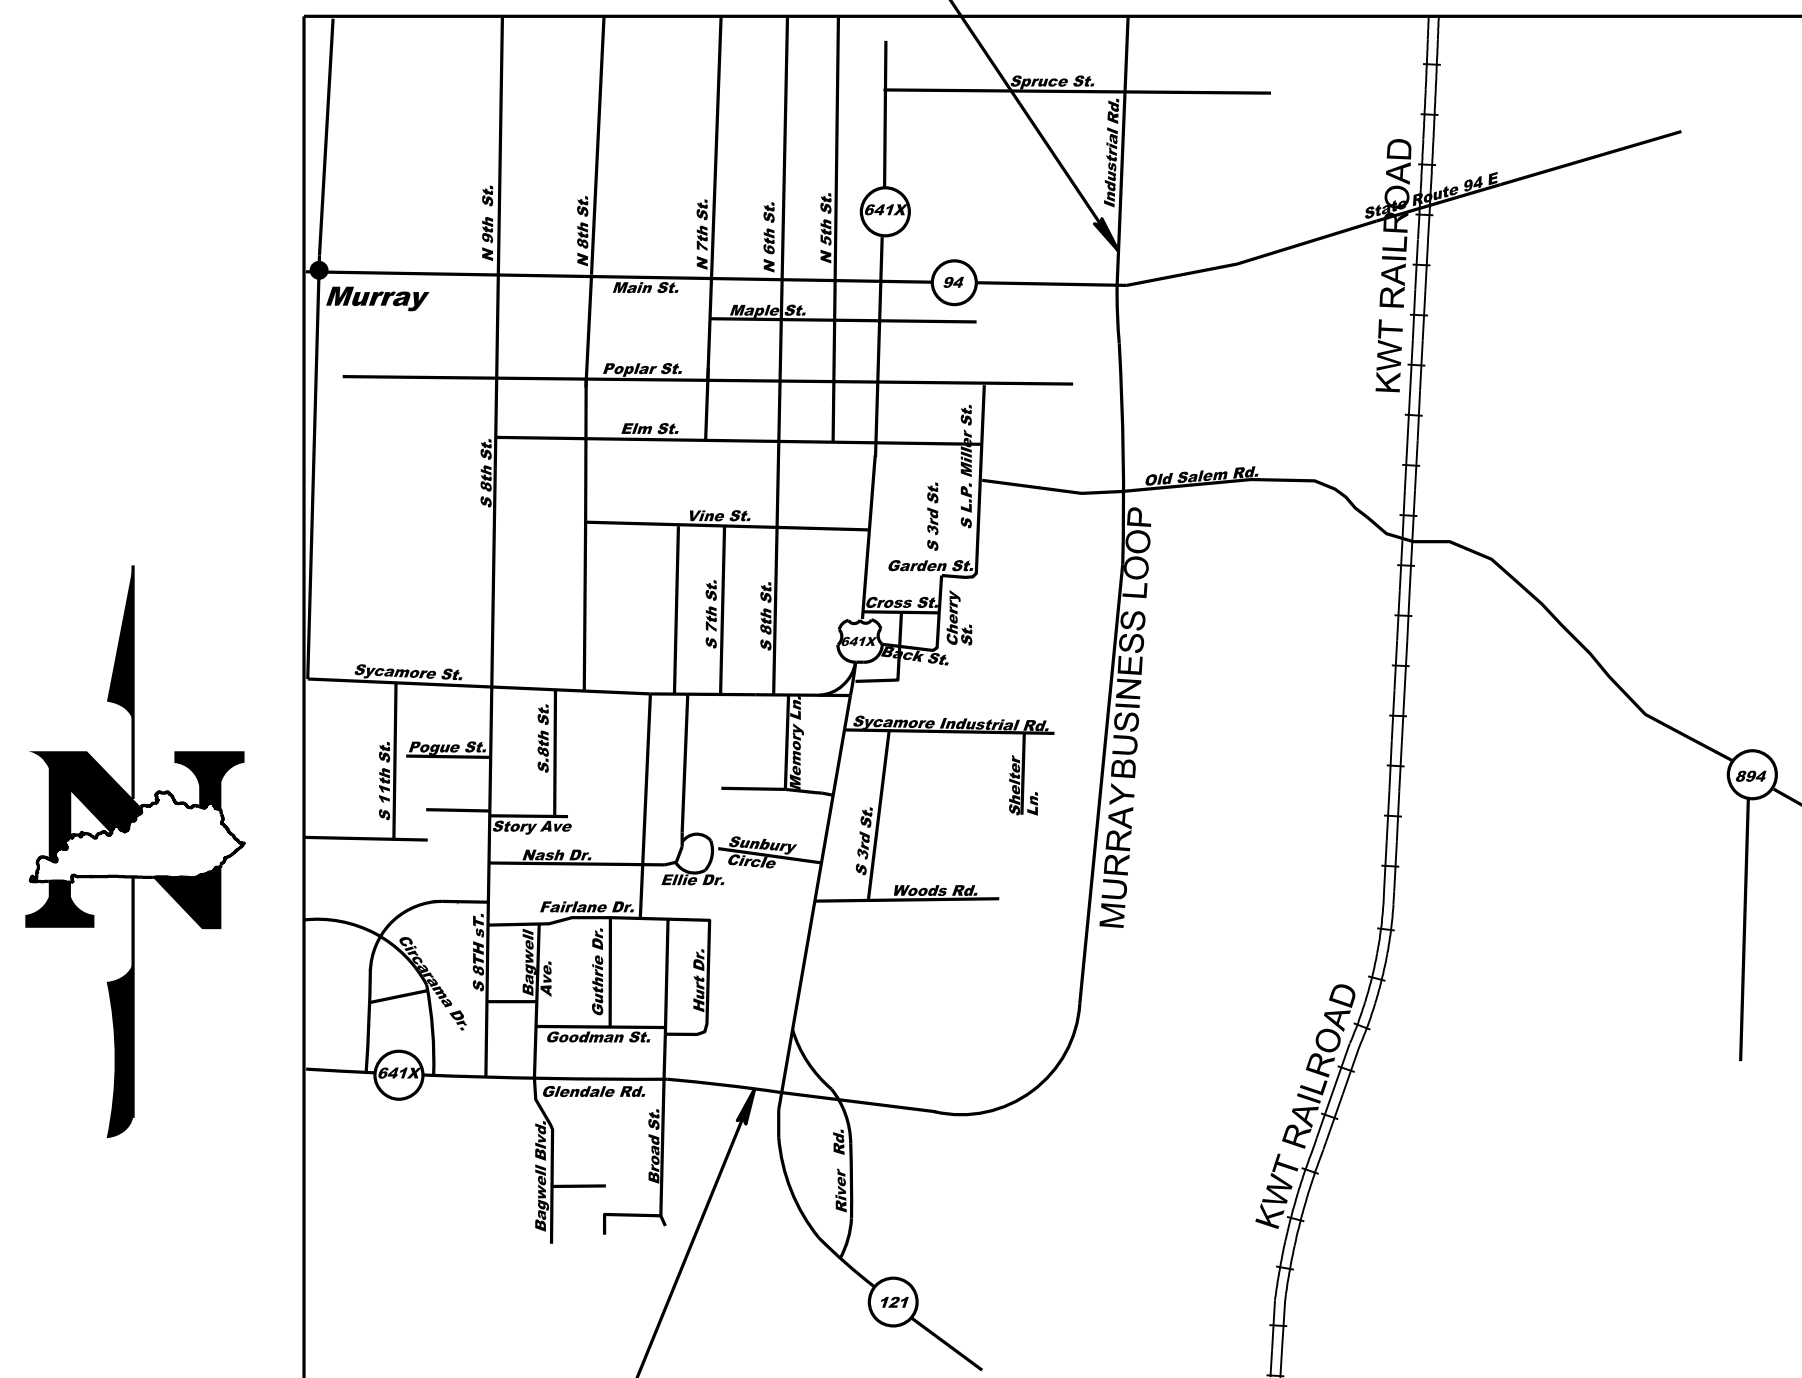 Spruce St.
Industrial Rd.
KWT RAILROAD
State Route 94 E
N 9th St.
N 8th St.
N 7th St.
N 6th St.
N 5th St.
641X
94
Murray
Main St.
Maple St.
Poplar St.
Elm St.
S 8th St.
S L.P. Miller St.
Old Salem Rd.
S 3rd St.
Vine St.
Garden St.
S 7th St.
S 8th St.
Cross St.
Cherry
St.
641X
Back St.
MURRAY BUSINESS LOOP
Sycamore St.
S 11th St.
Pogue St.
S.8th St.
Memory Ln.
Sycamore Industrial Rd.
Shelter
Ln.
894
N
Story Ave
Nash Dr.
Ellie Dr.
Sunbury
Circle
S 3rd St.
Woods Rd.
Fairlane Dr.
Circarama Dr.
S 8TH sT.
Bagwell
Ave.
Guthrie Dr.
Hurt Dr.
Goodman St.
KWT RAILROAD
641X
Glendale Rd.
Bagwell Blvd.
Broad St.
River Rd.
121